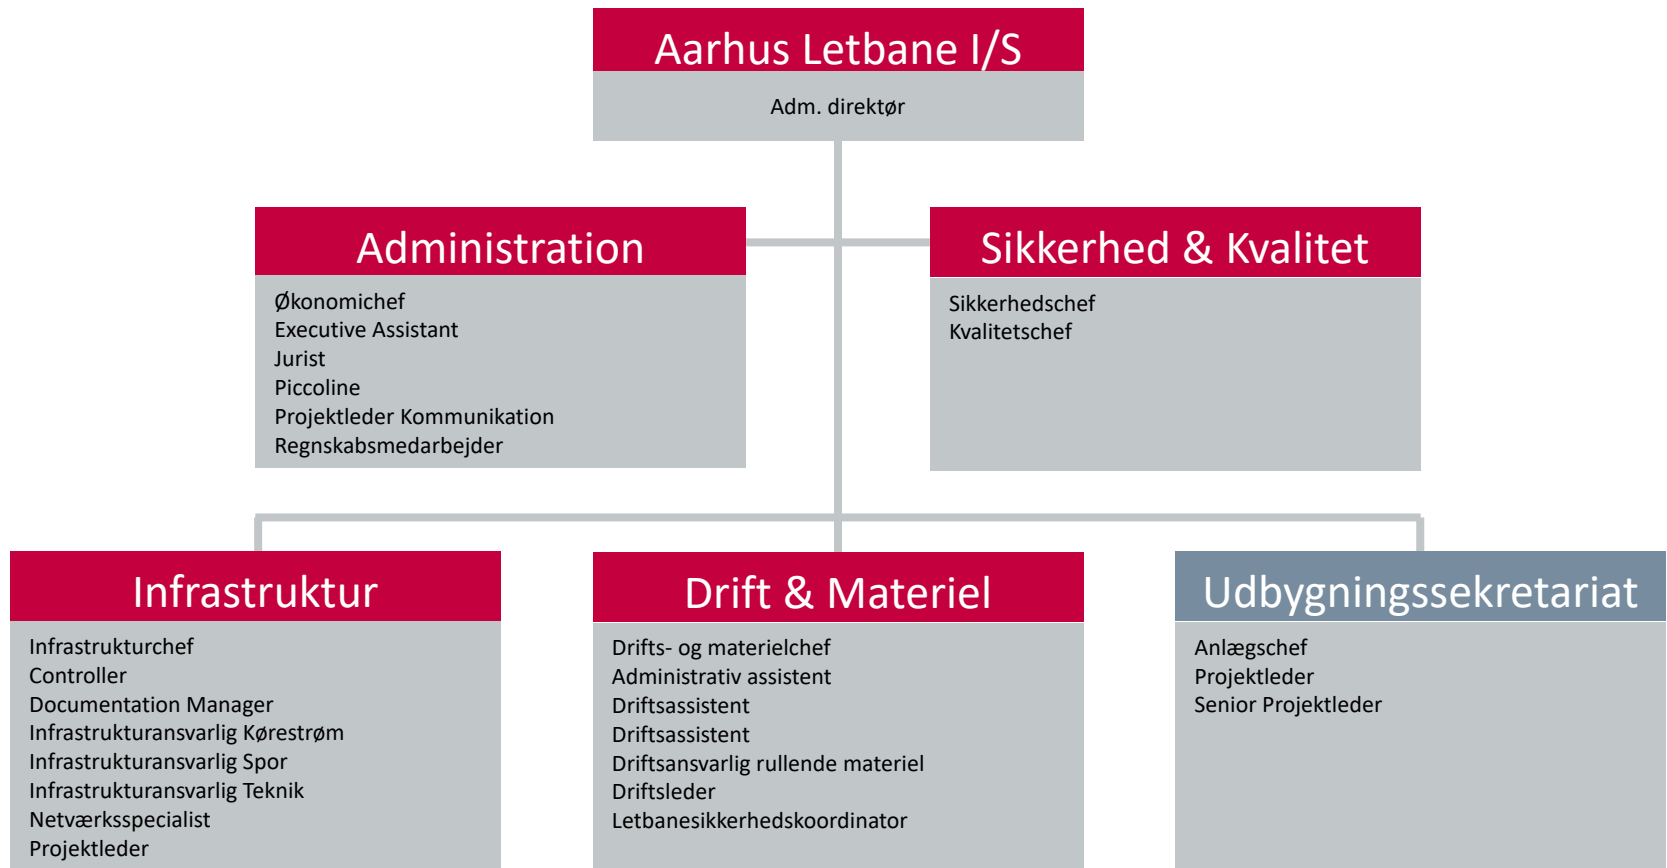 Aarhus Letbane I/S
Adm. direktør
Administration
Økonomichef
Executive Assistant
Jurist
Piccoline
Projektleder Kommunikation
Regnskabsmedarbejder
Sikkerhed & Kvalitet
Sikkerhedschef
Kvalitetschef
Infrastruktur
Infrastrukturchef
Controller
Documentation Manager
Infrastrukturansvarlig Kørestrøm
Infrastrukturansvarlig Spor
Infrastrukturansvarlig Teknik
Netværksspecialist
Projektleder
Drift & Materiel
Drifts- og materielchef
Administrativ assistent
Driftsassistent
Driftsassistent
Driftsansvarlig rullende materiel
Driftsleder
Letbanesikkerhedskoordinator
Udbygningssekretariat
Anlægschef
Projektleder
Senior Projektleder